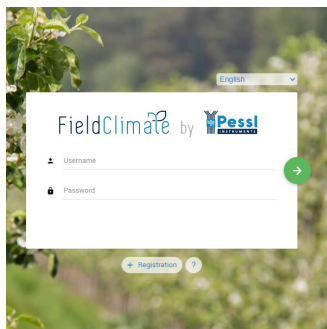 English
FieldClimate by Pessl
INSTRUMENTS
Username
Password
+ Registration ?